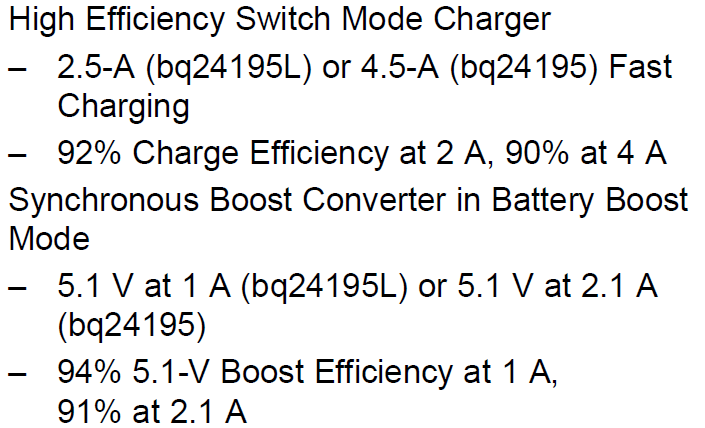 High Efficiency Switch Mode Charger
– 2.5-A (bq24195L) or 4.5-A (bq24195) Fast
Charging
– 92% Charge Efficiency at 2 A, 90% at 4 A
Synchronous Boost Converter in Battery Boost
Mode
– 5.1 V at 1 A (bq24195L) or 5.1 V at 2.1 A
(bq24195)
– 94% 5.1-V Boost Efficiency at 1 A,
91% at 2.1 A